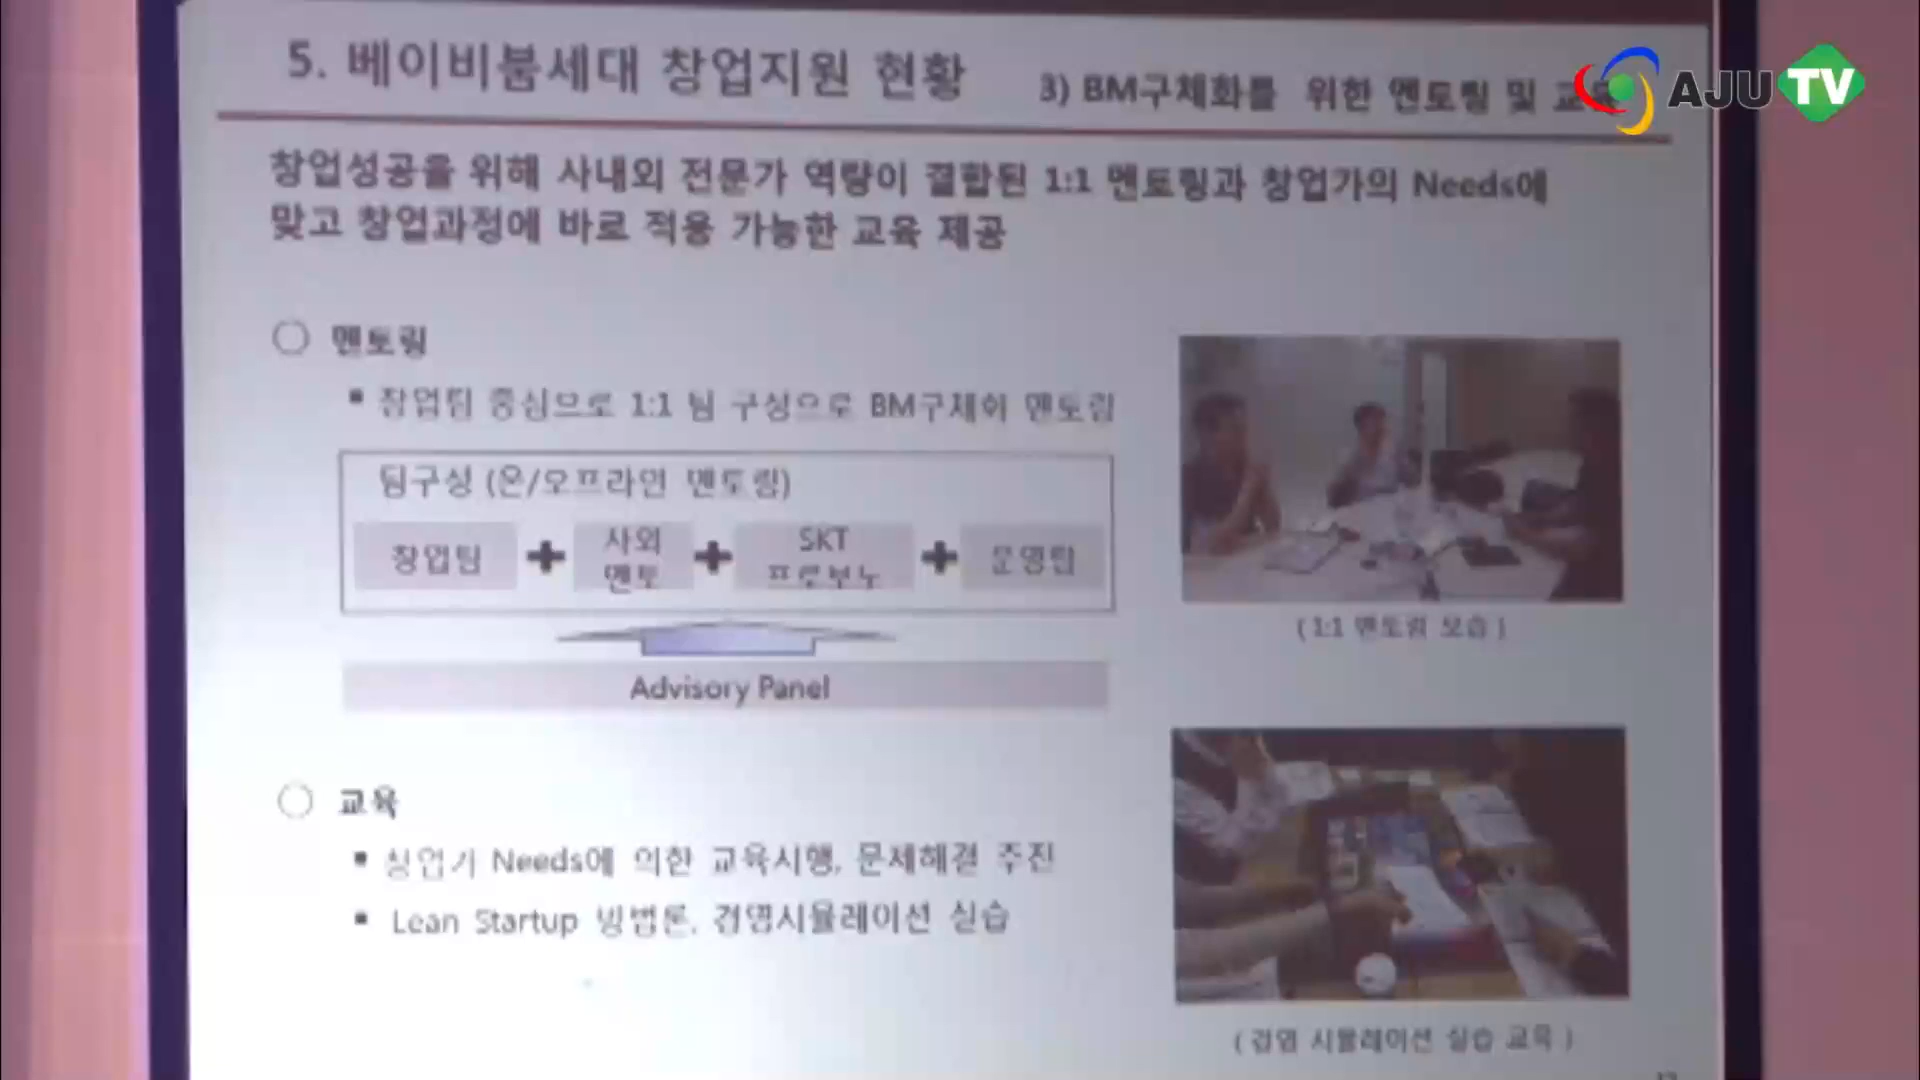 5. 베이비붐세대 창업지원 현황
3) BM구체화를 위한 멘토링 및
AJU TV
창업성공을 위해 사내외 전문가 역량이 결합된 1:1 멘토링과 창업가의 Needs에
맞고 창업과정에 바로 적용 가능한 교육 제공
멘토링
창업팀 중심으로 1:1 팀 구성으로 BM구체화 멘토링
팀구성 (온/오프라인 멘토링)
창업팀 + 사외 멘토 + SKT 프로보노 + 운영팀
(1:1 멘토링 모습)
Advisory Panel
교육
창업가 Needs에 의한 교육시행, 문제해결 추진
Lean Startup 방법론, 경영시뮬레이션 실습
(경영 시뮬레이션 실습 교육)